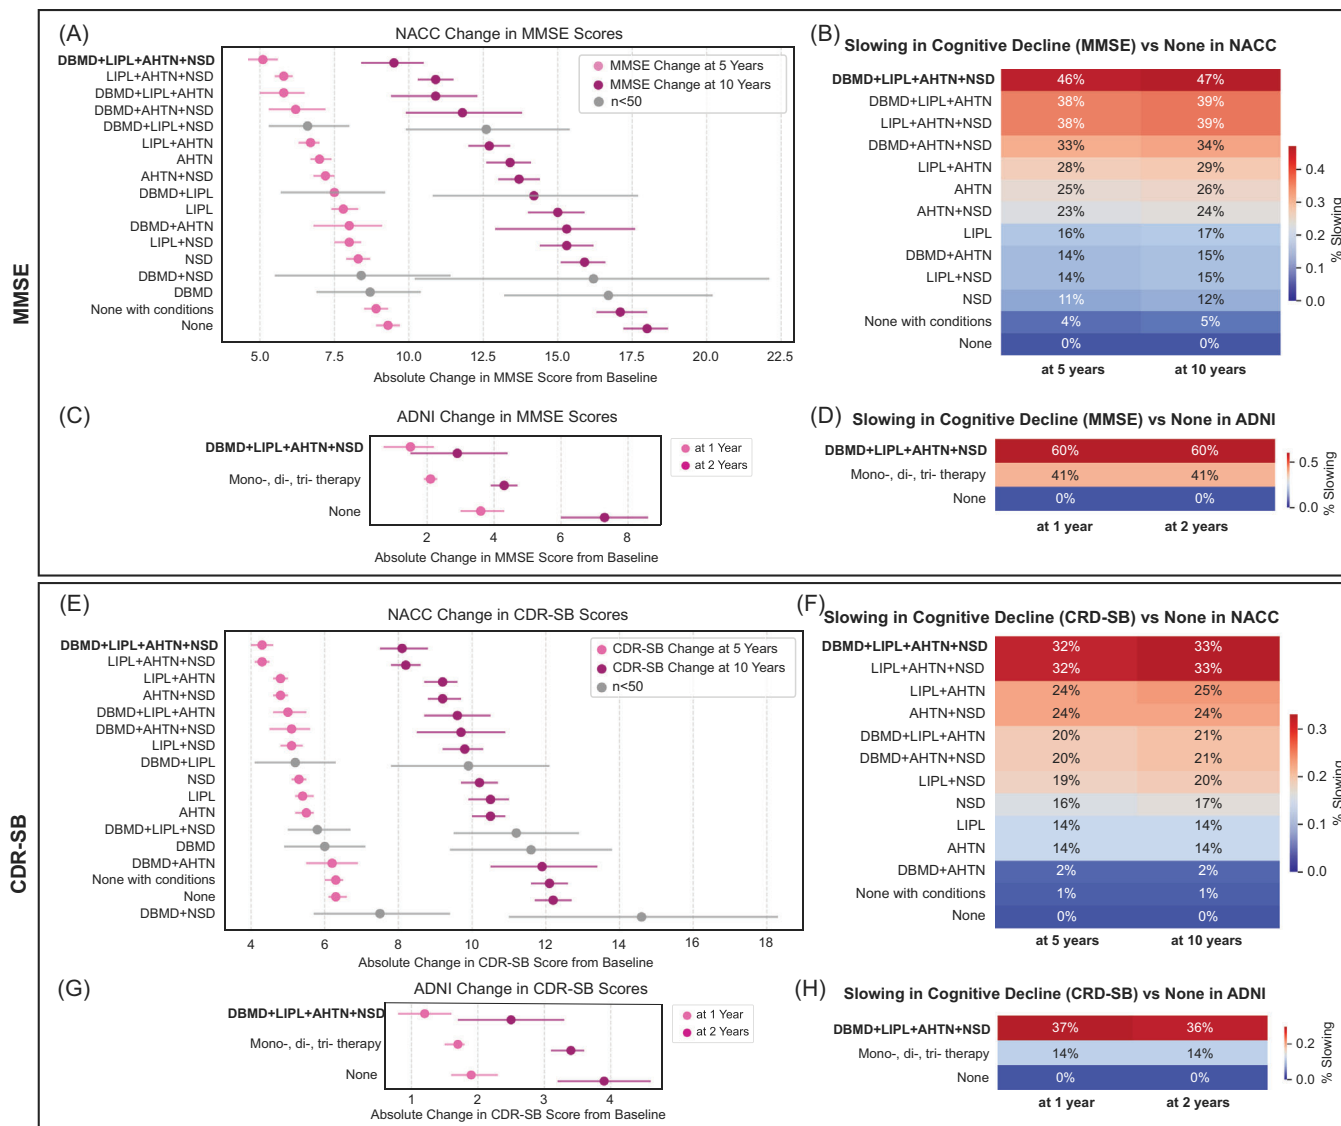 MMSE
(A)
NACC Change in MMSE Scores
DBMD+LIPL+AHTN+NSD
LIPL+AHTN+NSD
DBMD+LIPL+AHTN
DBMD+AHTN+NSD
DBMD+LIPL+NSD
LIPL+AHTN
AHTN
AHTN+NSD
DBMD+LIPL
LIPL
DBMD+AHTN
LIPL+NSD
NSD
DBMD+NSD
DBMD
None with conditions
None
MMSE Change at 5 Years
MMSE Change at 10 Years
n<50
5.0 7.5 10.0 12.5 15.0 17.5 20.0 22.5
Absolute Change in MMSE Score from Baseline
(B)
Slowing in Cognitive Decline (MMSE) vs None in NACC
DBMD+LIPL+AHTN+NSD 46% 47%
DBMD+LIPL+AHTN 38% 39%
LIPL+AHTN+NSD 38% 39%
DBMD+AHTN+NSD 33% 34%
LIPL+AHTN 28% 29%
AHTN 25% 26%
AHTN+NSD 23% 24%
LIPL 16% 17%
DBMD+AHTN 14% 15%
LIPL+NSD 14% 15%
NSD 11% 12%
None with conditions 4% 5%
None 0% 0%
at 5 years at 10 years
0.4
0.3
0.2
0.1
0.0
% Slowing
(C)
ADNI Change in MMSE Scores
DBMD+LIPL+AHTN+NSD
Mono-, di-, tri- therapy
None
at 1 Year
at 2 Years
2 4 6 8
Absolute Change in MMSE Score from Baseline
(D)
Slowing in Cognitive Decline (MMSE) vs None in ADNI
DBMD+LIPL+AHTN+NSD 60% 60%
Mono-, di-, tri- therapy 41% 41%
None 0% 0%
at 1 year at 2 years
0.5
0.0
% Slowing
CDR-SB
(E)
NACC Change in CDR-SB Scores
DBMD+LIPL+AHTN+NSD
LIPL+AHTN+NSD
LIPL+AHTN
AHTN+NSD
DBMD+LIPL+AHTN
DBMD+AHTN+NSD
LIPL+NSD
DBMD+LIPL
NSD
LIPL
AHTN
DBMD+LIPL+NSD
DBMD
DBMD+AHTN
None with conditions
None
DBMD+NSD
CDR-SB Change at 5 Years
CDR-SB Change at 10 Years
n<50
4 6 8 10 12 14 16 18
Absolute Change in CDR-SB Score from Baseline
(F)
Slowing in Cognitive Decline (CRD-SB) vs None in NACC
DBMD+LIPL+AHTN+NSD 32% 33%
LIPL+AHTN+NSD 32% 33%
LIPL+AHTN 24% 25%
AHTN+NSD 24% 24%
DBMD+LIPL+AHTN 20% 21%
DBMD+AHTN+NSD 20% 21%
LIPL+NSD 19% 20%
NSD 16% 17%
LIPL 14% 14%
AHTN 14% 14%
DBMD+AHTN 2% 2%
None with conditions 1% 1%
None 0% 0%
at 5 years at 10 years
0.3
0.2
0.1
0.0
% Slowing
(G)
ADNI Change in CDR-SB Scores
DBMD+LIPL+AHTN+NSD
Mono-, di-, tri- therapy
None
at 1 Year
at 2 Years
1 2 3 4
Absolute Change in CDR-SB Score from Baseline
(H)
Slowing in Cognitive Decline (CRD-SB) vs None in ADNI
DBMD+LIPL+AHTN+NSD 37% 36%
Mono-, di-, tri- therapy 14% 14%
None 0% 0%
at 1 year at 2 years
0.2
0.0
% Slowing